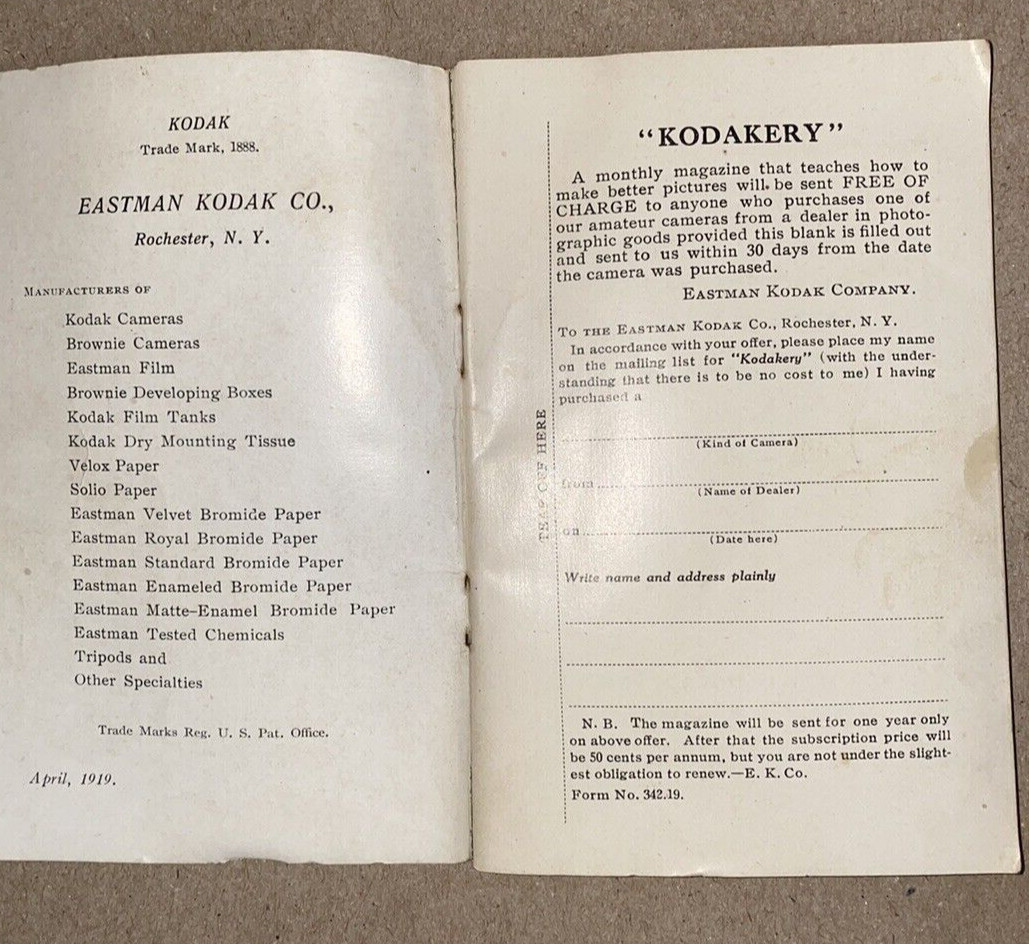 KODAK
Trade Mark, 1888.
EASTMAN KODAK CO.,
Rochester, N. Y.
MANUFACTURERS OF
Kodak Cameras
Brownie Cameras
Eastman Film
Brownie Developing Boxes
Kodak Film Tanks
Kodak Dry Mounting Tissue
Velox Paper
Solio Paper
Eastman Velvet Bromide Paper
Eastman Royal Bromide Paper
Eastman Standard Bromide Paper
Eastman Enameled Bromide Paper
Eastman Matte-Enamel Bromide Paper
Eastman Tested Chemicals
Tripods and
Other Specialties
Trade Marks Reg. U. S. Pat. Office.
April, 1919.
TEAR OFF HERE
“KODAKERY”
A monthly magazine that teaches how to
make better pictures will be sent FREE OF
CHARGE to anyone who purchases one of
our amateur cameras from a dealer in photo-
graphic goods provided this blank is filled out
and sent to us within 30 days from the date
the camera was purchased.
EASTMAN KODAK COMPANY.
TO THE EASTMAN KODAK Co., Rochester, N. Y.
In accordance with your offer, please place my name
on the mailing list for "Kodakery" (with the under-
standing that there is to be no cost to me) I having
purchased a
(Kind of Camera)
from
(Name of Dealer)
on
(Date here)
Write name and address plainly
N. B. The magazine will be sent for one year only
on above offer. After that the subscription price will
be 50 cents per annum, but you are not under the slight-
est obligation to renew.—E. K. Co.
Form No. 342.19.